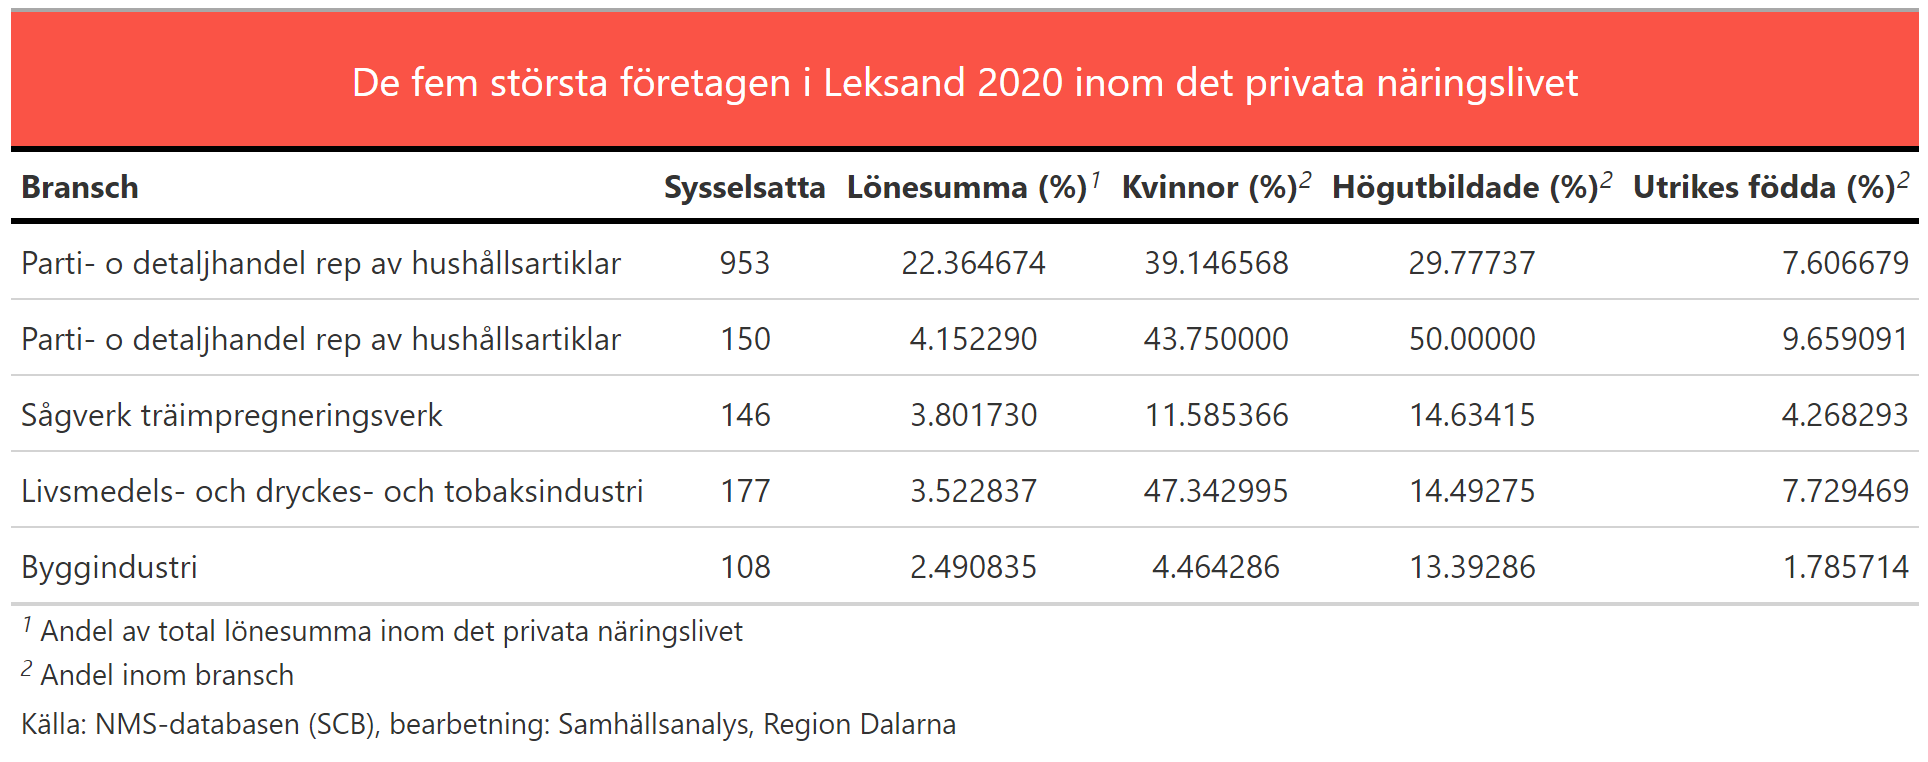 De fem största företagen i Leksand 2020 inom det privata näringslivet
Bransch Sysselsatta Lönesumma (%)1 Kvinnor (%)2 Högutbildade (%)2 Utrikes födda (%)2
Parti- o detaljhandel rep av hushållsartiklar 953 22.364674 39.146568 29.77737 7.606679
Parti- o detaljhandel rep av hushållsartiklar 150 4.152290 43.750000 50.00000 9.659091
Sågverk träimpregneringsverk 146 3.801730 11.585366 14.63415 4.268293
Livsmedels- och dryckes- och tobaksindustri 177 3.522837 47.342995 14.49275 7.729469
Byggindustri 108 2.490835 4.464286 13.39286 1.785714
1 Andel av total lönesumma inom det privata näringslivet
2 Andel inom bransch
Källa: NMS-databasen (SCB), bearbetning: Samhällsanalys, Region Dalarna